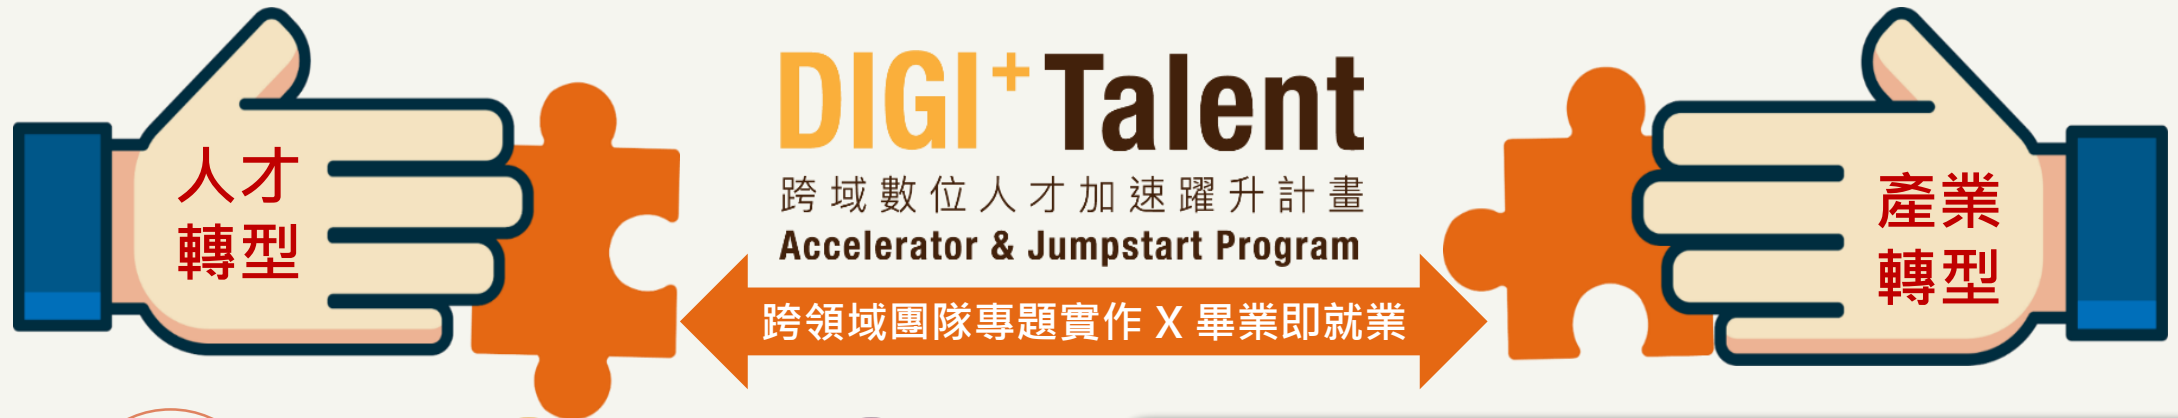 人才
轉型
DIGI+Talent
跨域數位人才加速躍升計畫
Accelerator & Jumpstart Program
跨領域團隊專題實作 X 畢業即就業
產業
轉型